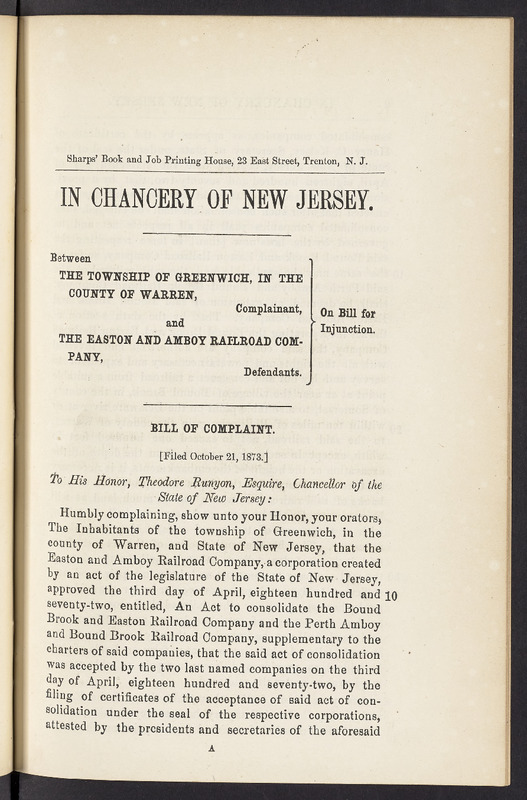 Sharps' Book and Job Printing House, 23 East Street, Trenton, N. J.
IN CHANCERY OF NEW JERSEY.
Between
THE TOWNSHIP OF GREENWICH, IN THE
COUNTY OF WARREN,
Complainant,
and
THE EASTON AND AMBOY RAILROAD COM-
PANY,
Defendants.
On Bill for
Injunction.
BILL OF COMPLAINT.
[Filed October 21, 1873.]
To His Honor, Theodore Runyon, Esquire, Chancellor of the
State of New Jersey:
Humbly complaining, show unto your Honor, your orators,
The Inhabitants of the township of Greenwich, in the
county of Warren, and State of New Jersey, that the
Easton and Amboy Railroad Company, a corporation created
by an act of the legislature of the State of New Jersey,
approved the third day of April, eighteen hundred and 10
seventy-two, entitled, An Act to consolidate the Bound
Brook and Easton Railroad Company and the Perth Amboy
and Bound Brook Railroad Company, supplementary to the
charters of said companies, that the said act of consolidation
was accepted by the two last named companies on the third
day of April, eighteen hundred and seventy-two, by the
filing of certificates of the acceptance of said act of con-
solidation under the seal of the respective corporations,
attested by the presidents and secretaries of the aforesaid
A